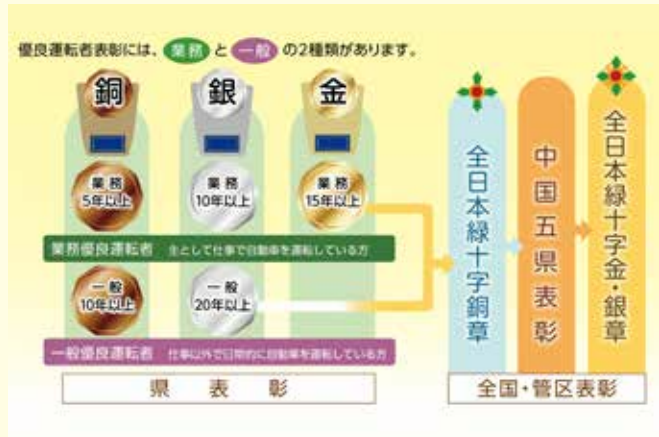 優良運転者表彰には、業務と一般の2種類があります。
銅
銀
金
業務
5年以上
業務
10年以上
業務
15年以上
業務優良運転者 主として仕事で自動車を運転している方
一般
10年以上
一般
20年以上
一般優良運転者 仕事以外で日常的に自動車を運転している方
県表彰
全日本緑十字銅章
中国五県表彰
全日本緑十字金・銀章
全国・管区表彰